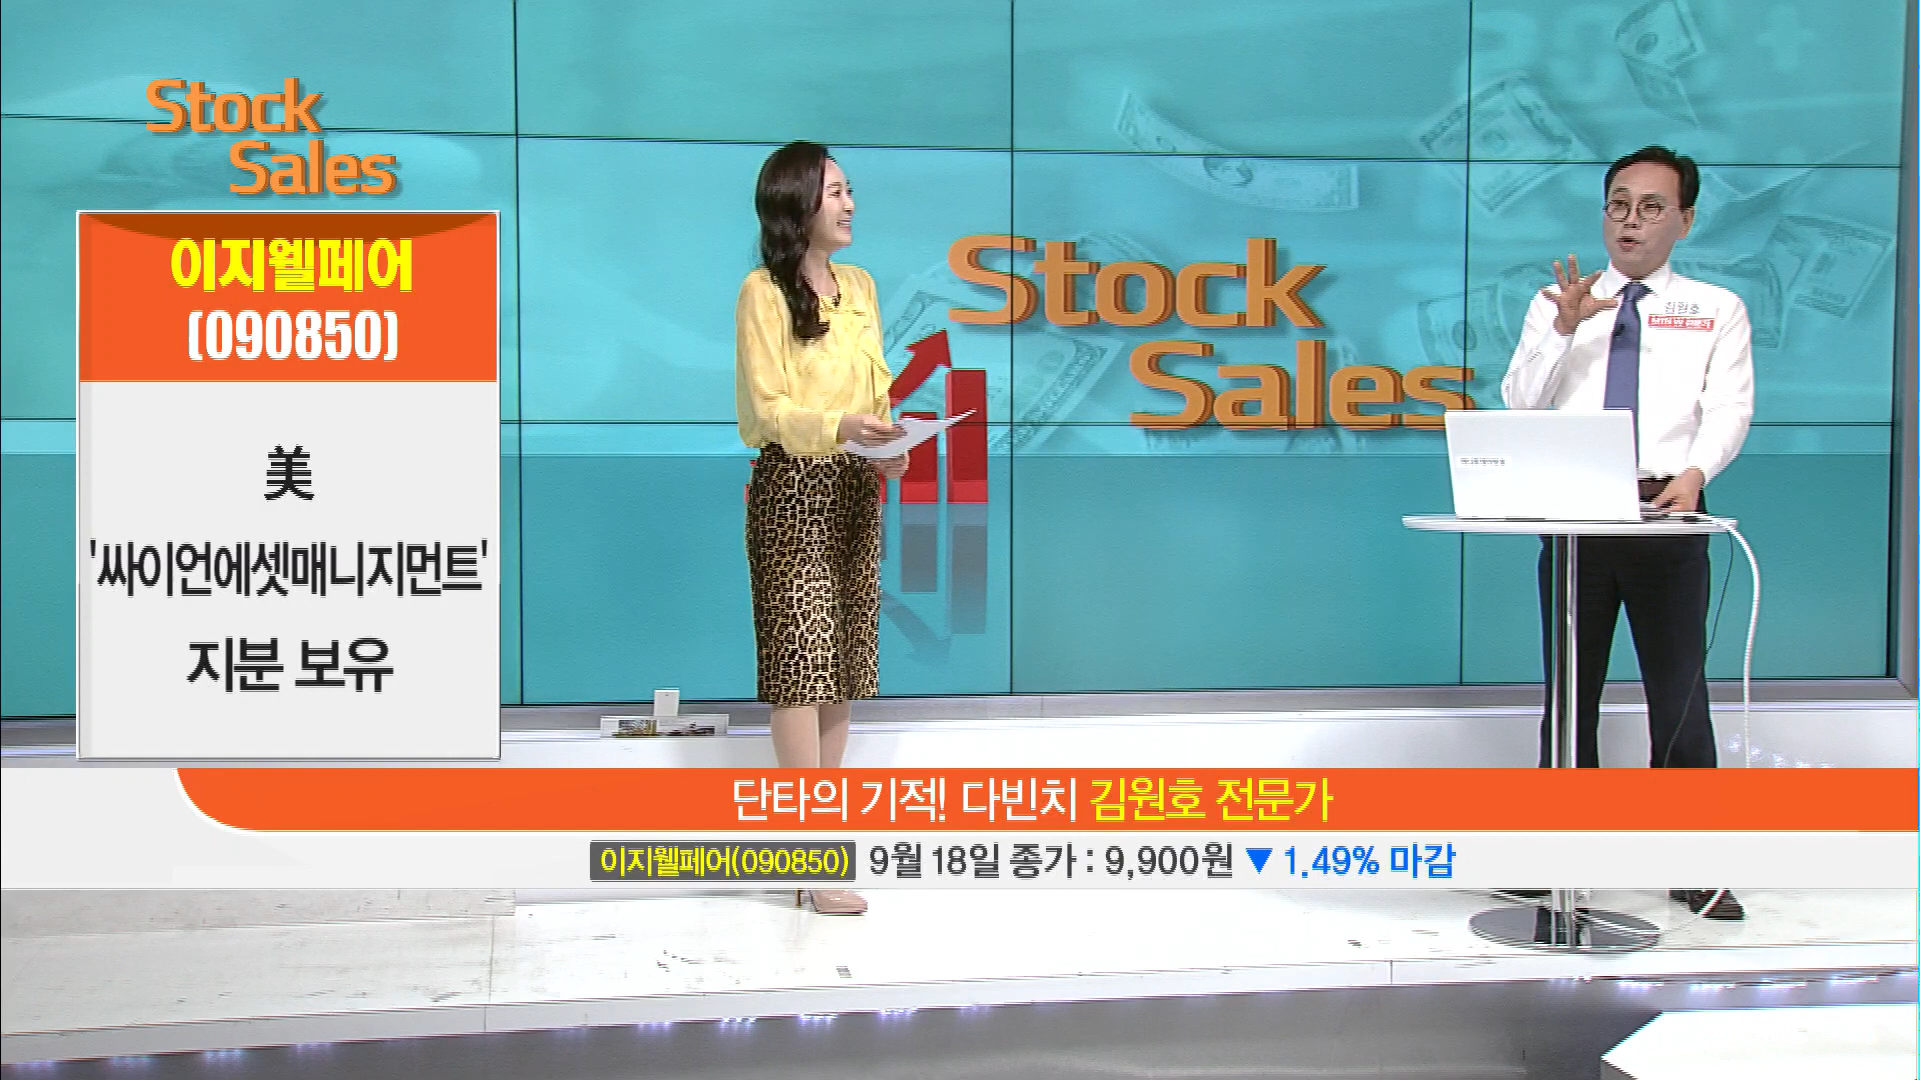 Stock
Sales
이지웰페어
(090850)
美
'싸이언에셋매니지먼트'
지분 보유
Stock
Sales
김원호
단타의 기적! 다빈치 김원호 전문가
이지웰페어(090850) 9월 18일 종가 : 9,900원 ▼ 1.49% 마감